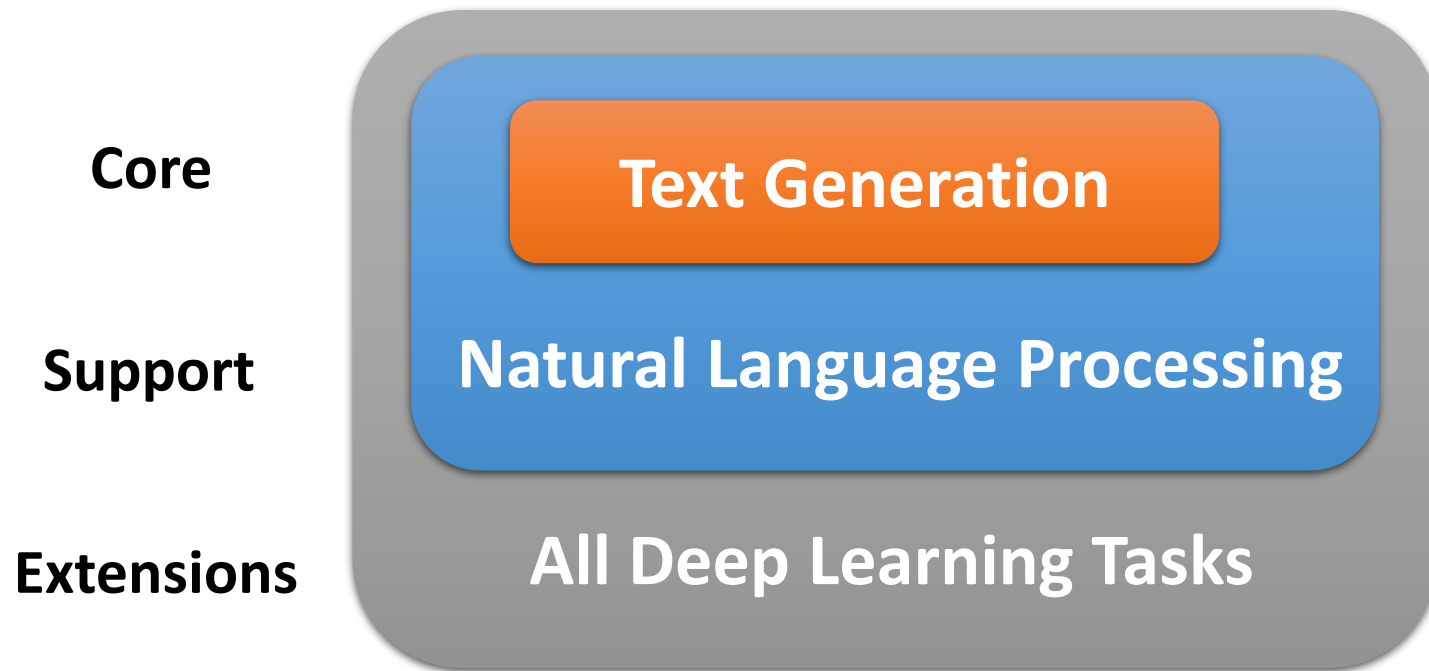 Core
Text Generation
Support
Natural Language Processing
Extensions
All Deep Learning Tasks